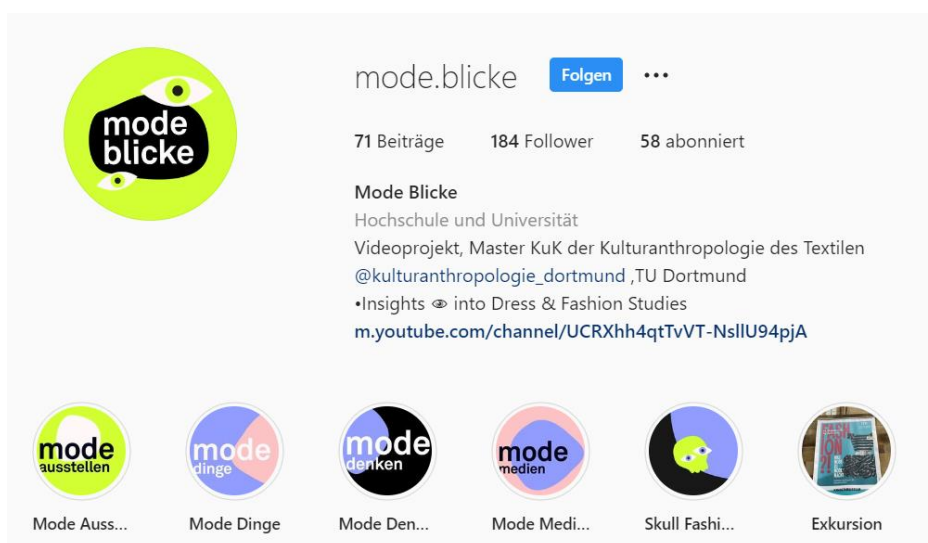 mode
blicke
mode.blicke
Folgen
71 Beiträge 184 Follower 58 abonniert
Mode Blicke
Hochschule und Universität
Videoprojekt, Master KuK der Kulturanthropologie des Textilen
@kulturanthropologie_dortmund ,TU Dortmund
•Insights 👁 into Dress & Fashion Studies
m.youtube.com/channel/UCRXhh4qtTvVT-NsllU94pjA
mode
ausstellen
mode
dinge
mode
denken
mode
medien
FASH
ION
?!
Mode Auss...
Mode Dinge
Mode Den...
Mode Medi...
Skull Fashi...
Exkursion